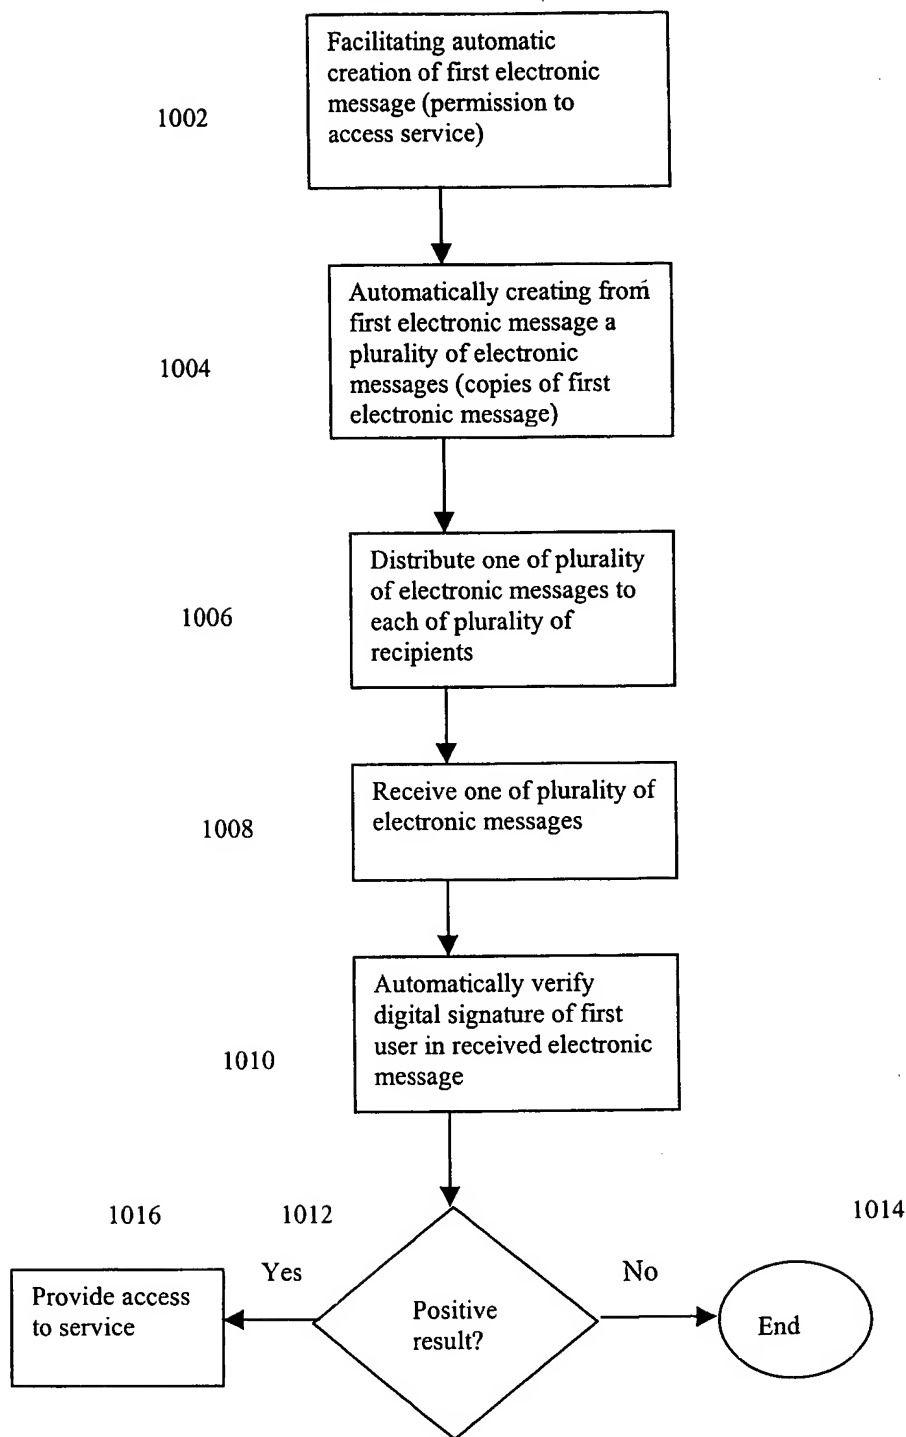 Facilitating automatic
creation of first electronic
message (permission to
access service)
1002
Automatically creating from
first electronic message a
plurality of electronic
messages (copies of first
electronic message)
1004
Distribute one of plurality
of electronic messages to
each of plurality of
recipients
1006
Receive one of plurality of
electronic messages
1008
Automatically verify
digital signature of first
user in received electronic
message
1010
1016
1012
1014
Yes
No
Provide access
to service
Positive
result?
End